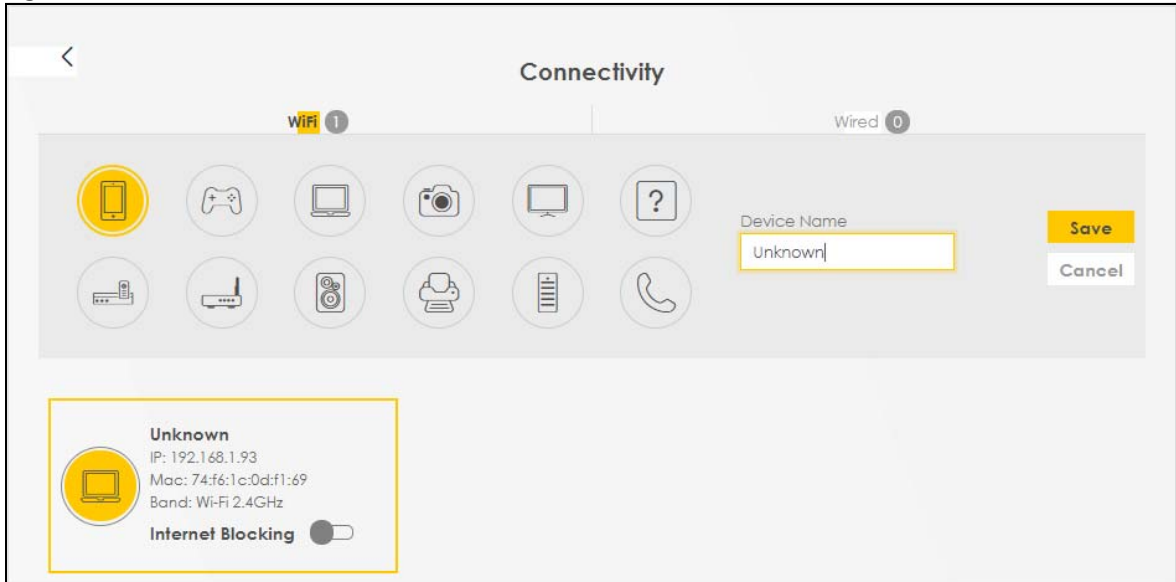 Connectivity
WiFi 1
Wired 0
?
Device Name
Unknown
Save
Cancel
Unknown
IP: 192.168.1.93
Mac: 74:f6:1c:0d:f1:69
Band: Wi-Fi 2.4GHz
Internet Blocking